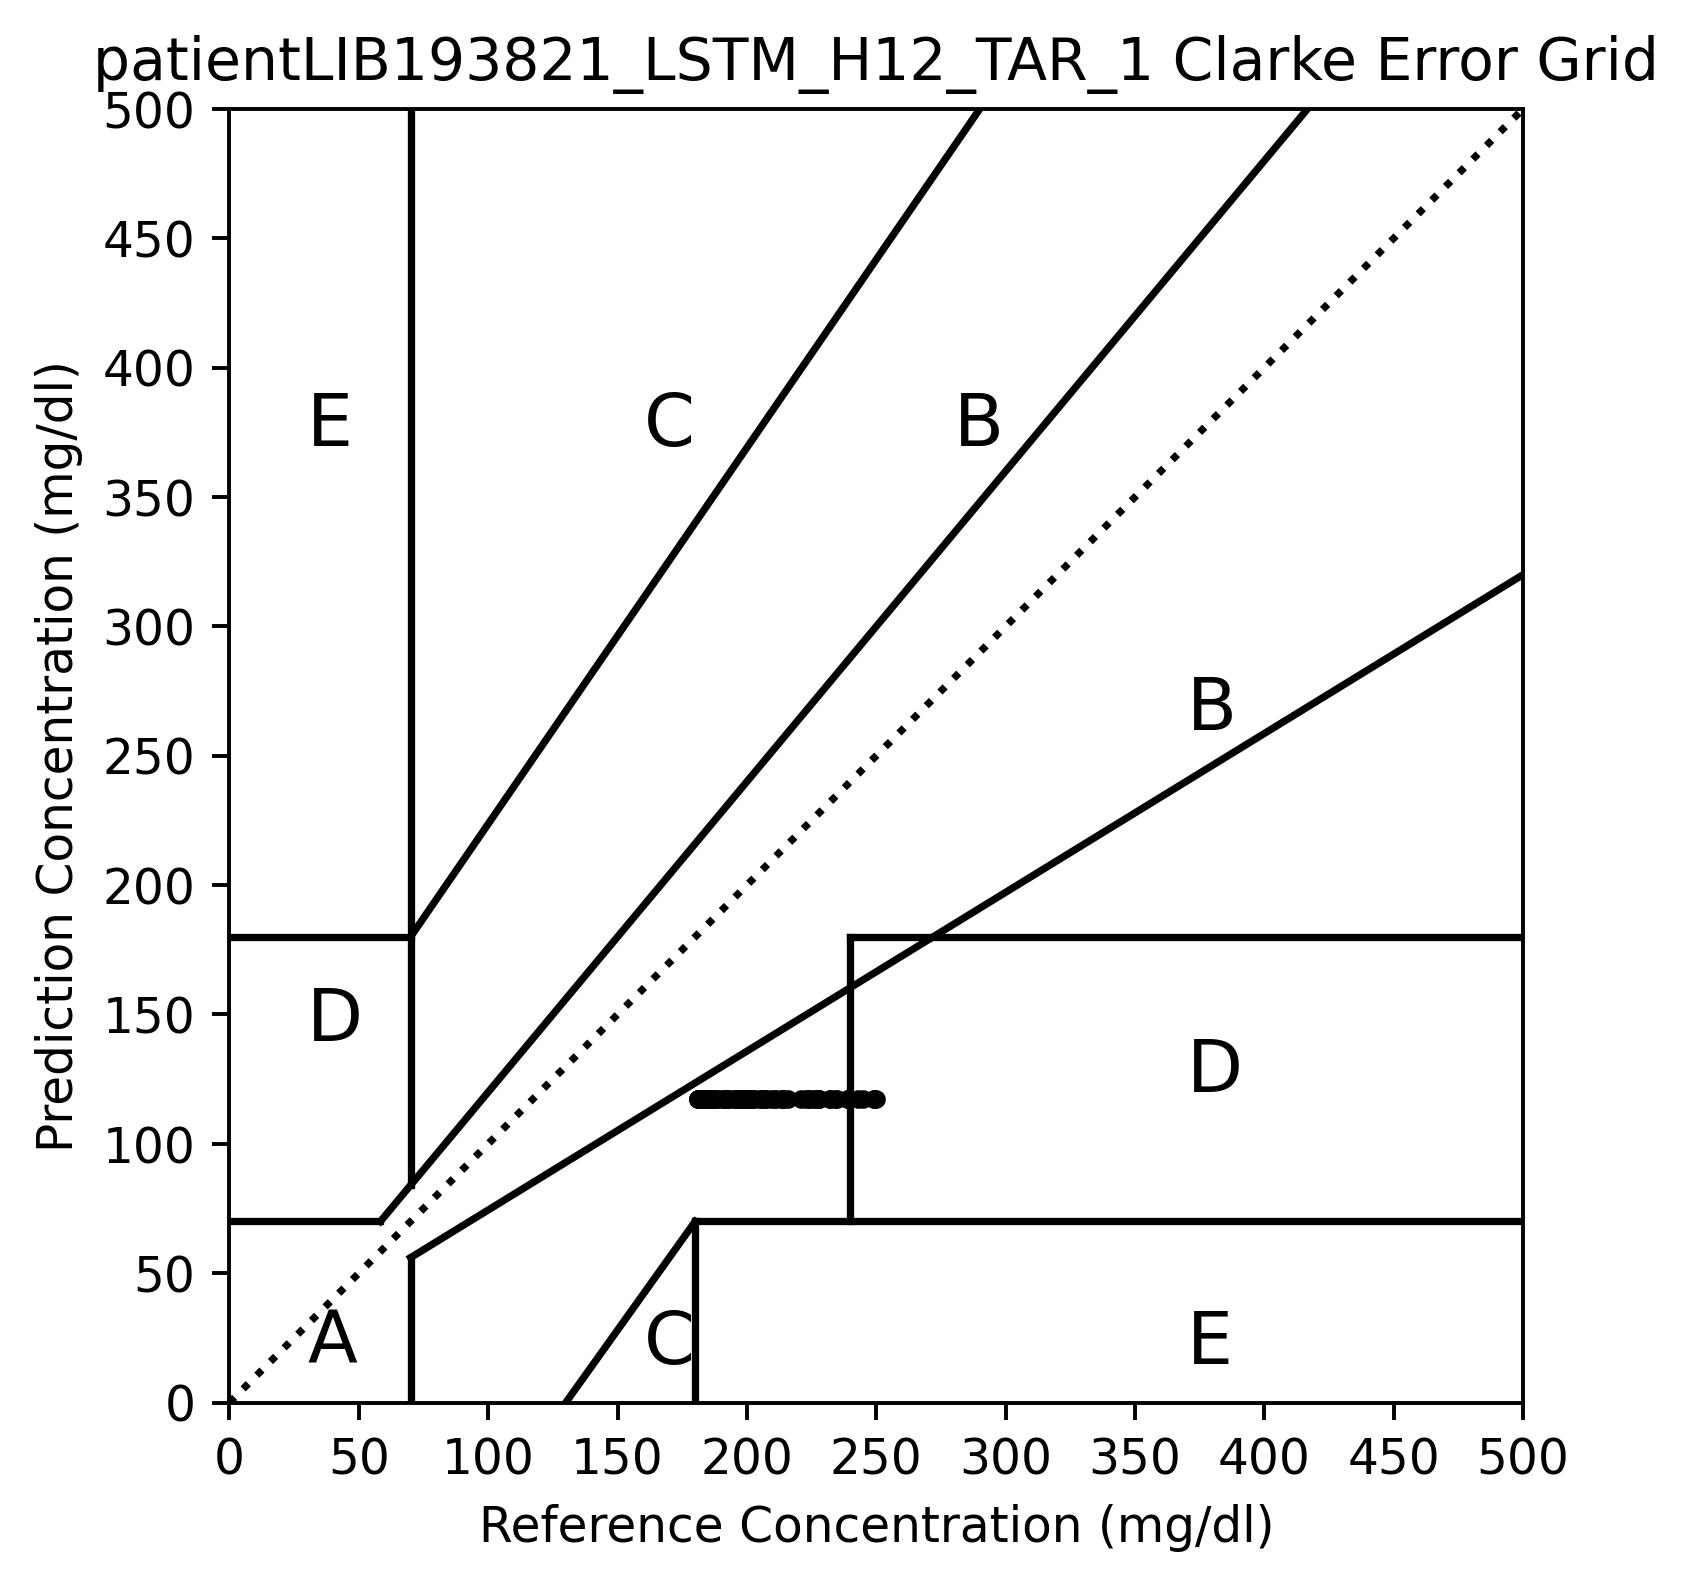 patientLIB193821_LSTM_H12_TAR_1 Clarke Error Grid
500
450
400
350
300
250
200
150
100
50
0
Prediction Concentration (mg/dl)
E
C
B
B
D
D
A
C
E
0 50 100 150 200 250 300 350 400 450 500
Reference Concentration (mg/dl)